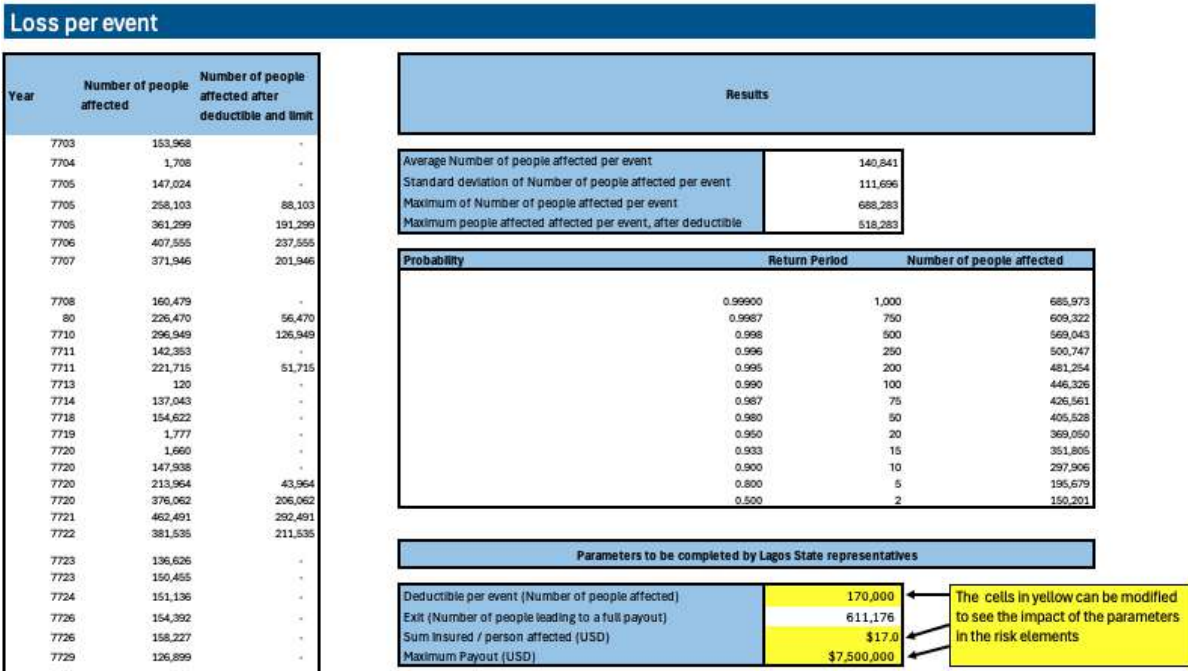 Loss per event
Year Number of people affected Number of people affected after deductible and limit
7703 153,968 -
7704 1,708 -
7705 147,024 -
7705 258,103 88,103
7705 361,299 191,299
7706 407,555 237,555
7707 371,946 201,946
7708 160,479 -
80 226,470 56,470
7710 296,949 126,949
7711 142,353 -
7711 221,715 51,715
7713 120 -
7714 137,043 -
7718 154,622 -
7719 1,777 -
7720 1,660 -
7720 147,938 -
7720 213,964 43,964
7720 376,062 206,062
7721 462,491 292,491
7722 381,535 211,535
7723 136,626 -
7723 150,455 -
7724 151,136 -
7726 154,392 -
7726 158,227 -
7729 126,899 -
Results
Average Number of people affected per event 140,841
Standard deviation of Number of people affected per event 111,696
Maximum of Number of people affected per event 688,283
Maximum people affected affected per event, after deductible 518,283
Probability Return Period Number of people affected
0.99900 1,000 685,973
0.9987 750 609,322
0.998 500 569,043
0.996 250 500,747
0.995 200 481,254
0.990 100 446,326
0.987 75 426,561
0.980 50 405,528
0.950 20 369,050
0.933 15 351,805
0.900 10 297,906
0.800 5 195,679
0.500 2 150,201
Parameters to be completed by Lagos State representatives
Deductible per event (Number of people affected) 170,000
Exit (Number of people leading to a full payout) 611,176
Sum Insured / person affected (USD) $17.0
Maximum Payout (USD) $7,500,000
The cells in yellow can be modified
to see the impact of the parameters
in the risk elements